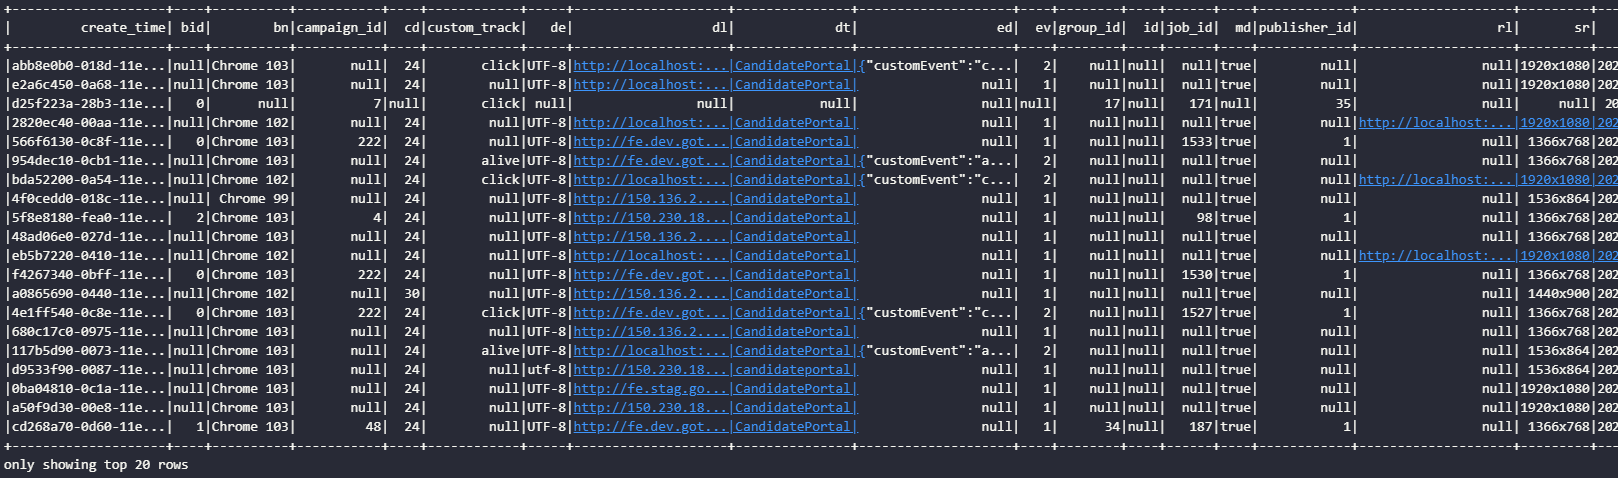 | create_time| bid| bn|campaign_id| cd|custom_track| de| dl| dt| ed| ev|group_id| id|job_id| md|publisher_id| rl| sr|
|abb8e0b0-018d-11e...|null|Chrome 103| null| 24| click|UTF-8|http://localhost:...|CandidatePortal|{"customEvent":"c...| 2| null|null| null|true| null| null|1920x1080|202
|e2a6c450-0a68-11e...|null|Chrome 103| null| 24| null|UTF-8|http://localhost:...|CandidatePortal| null| 1| null|null| null|true| null| null|1920x1080|202
|d25f223a-28b3-11e...| 0| null| 7|null| click| null| null| null| null|null| 17|null| 171|null| 35| null| null| 20
|2820ec40-00aa-11e...|null|Chrome 102| null| 24| null|UTF-8|http://localhost:...|CandidatePortal| null| 1| null|null| null|true| null|http://localhost:...|1920x1080|202
|566f6130-0c8f-11e...| 0|Chrome 103| 222| 24| null|UTF-8|http://fe.dev.got...|CandidatePortal| null| 1| null|null| 1533|true| 1| null| 1366x768|202
|954dec10-0cb1-11e...|null|Chrome 103| null| 24| alive|UTF-8|http://fe.dev.got...|CandidatePortal|{"customEvent":"a...| 2| null|null| null|true| null| null| 1366x768|202
|bda52200-0a54-11e...|null|Chrome 102| null| 24| click|UTF-8|http://localhost:...|CandidatePortal|{"customEvent":"c...| 2| null|null| null|true| null|http://localhost:...|1920x1080|202
|4f0cedd0-018c-11e...|null| Chrome 99| null| 24| null|UTF-8|http://150.136.2....|CandidatePortal| null| 1| null|null| null|true| null| null| 1536x864|202
|5f8e8180-fea0-11e...| 2|Chrome 103| 4| 24| null|UTF-8|http://150.230.18...|CandidatePortal| null| 1| null|null| 98|true| 1| null| 1366x768|202
|48ad06e0-027d-11e...|null|Chrome 103| null| 24| null|UTF-8|http://150.136.2....|CandidatePortal| null| 1| null|null| null|true| null| null| 1366x768|202
|eb5b7220-0410-11e...|null|Chrome 102| null| 24| null|UTF-8|http://localhost:...|CandidatePortal| null| 1| null|null| null|true| null|http://localhost:...|1920x1080|202
|f4267340-0bff-11e...| 0|Chrome 103| 222| 24| null|UTF-8|http://fe.dev.got...|CandidatePortal| null| 1| null|null| 1530|true| 1| null| 1366x768|202
|a0865690-0440-11e...|null|Chrome 102| null| 30| null|UTF-8|http://150.136.2....|CandidatePortal| null| 1| null|null| null|true| null| null| 1440x900|202
|4e1ff540-0c8e-11e...| 0|Chrome 103| 222| 24| click|UTF-8|http://fe.dev.got...|CandidatePortal|{"customEvent":"c...| 2| null|null| 1527|true| 1| null| 1366x768|202
|680c17c0-0975-11e...|null|Chrome 103| null| 24| null|UTF-8|http://150.136.2....|CandidatePortal| null| 1| null|null| null|true| null| null| 1366x768|202
|117b5d90-0073-11e...|null|Chrome 103| null| 24| alive|UTF-8|http://localhost:...|CandidatePortal|{"customEvent":"a...| 2| null|null| null|true| null| null| 1536x864|202
|d9533f90-0087-11e...|null|Chrome 103| null| 24| null|utf-8|http://150.230.18...|Candidateportal| null| 1| null|null| null|true| null| null| 1536x864|202
|0ba04810-0c1a-11e...|null|Chrome 103| null| 24| null|UTF-8|http://fe.stag.go...|CandidatePortal| null| 1| null|null| null|true| null| null|1920x1080|202
|a50f9d30-00e8-11e...|null|Chrome 103| null| 24| null|UTF-8|http://150.230.18...|CandidatePortal| null| 1| null|null| null|true| null| null|1920x1080|202
|cd268a70-0d60-11e...| 1|Chrome 103| 48| 24| null|UTF-8|http://fe.dev.got...|CandidatePortal| null| 1| 34|null| 187|true| 1| null| 1366x768|202
only showing top 20 rows